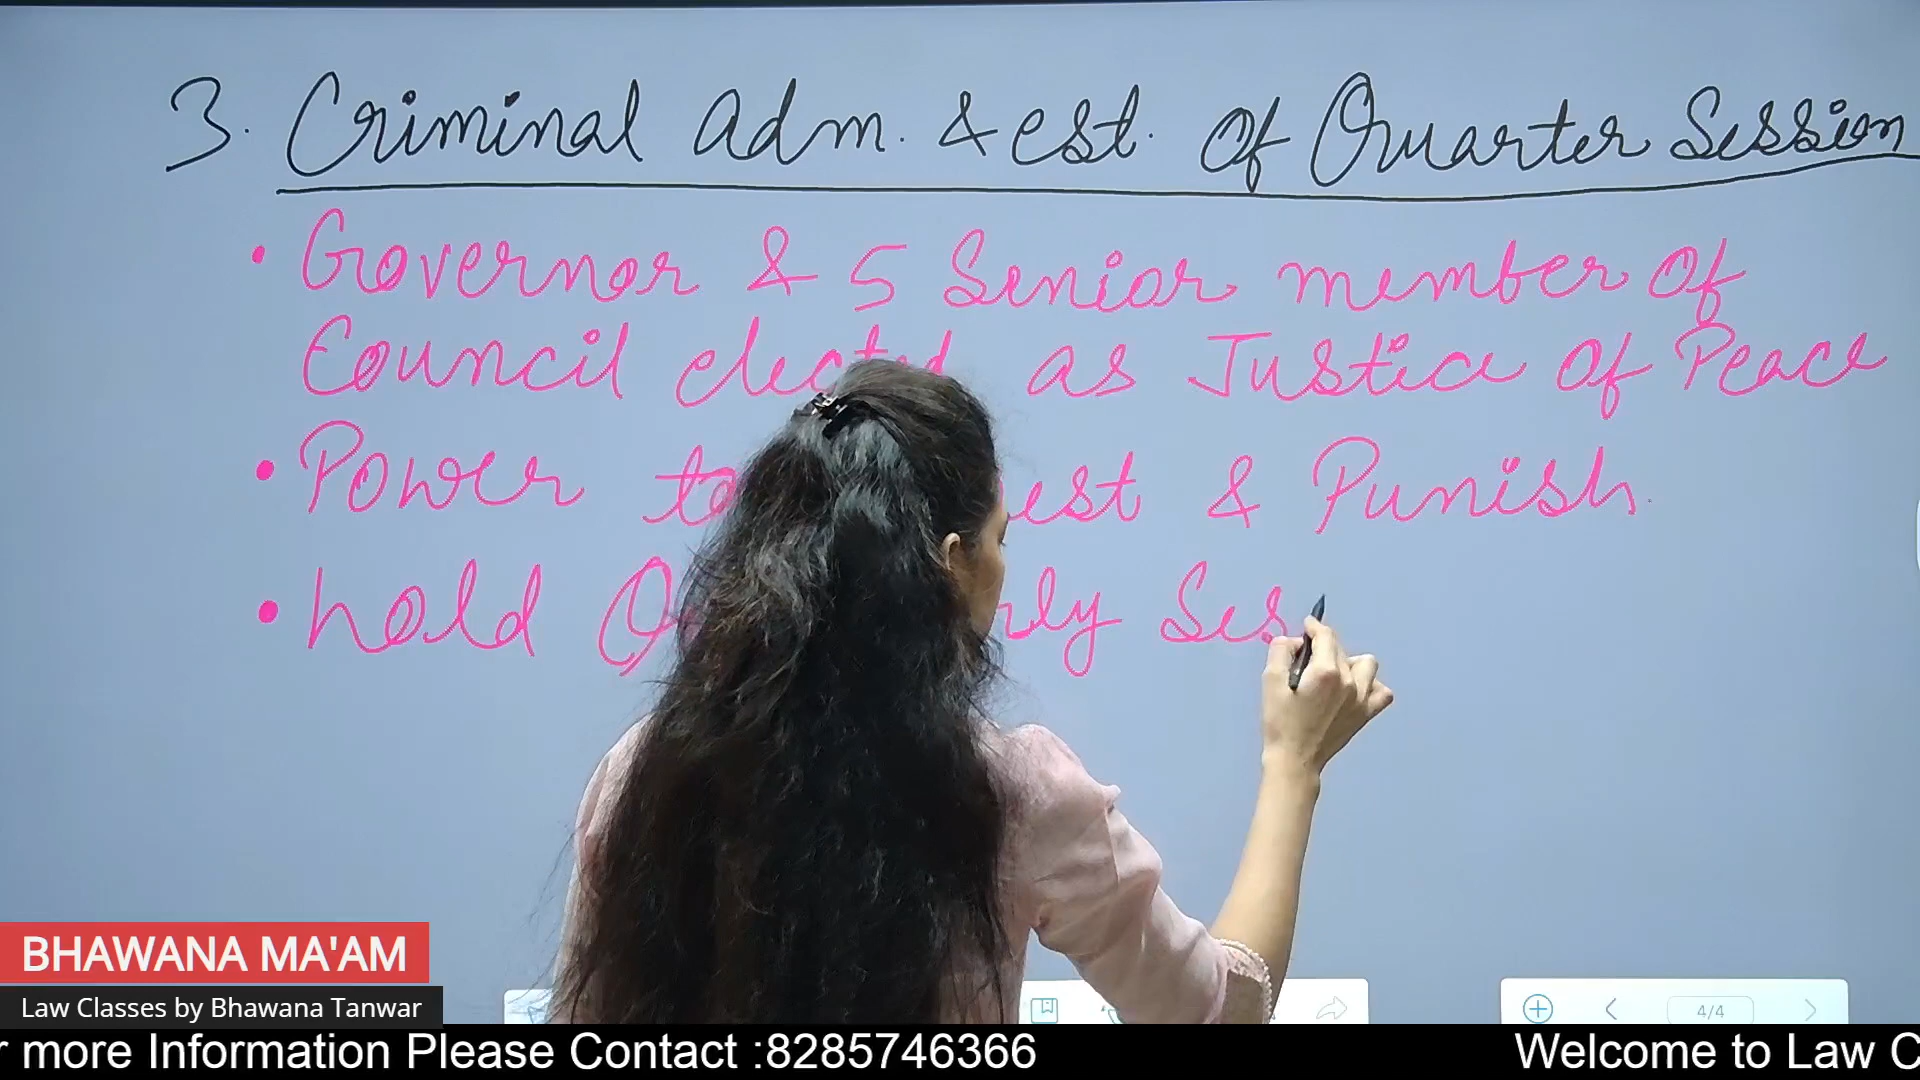 3. Criminal Adm. & est. of Quarter Session
• Governor & 5 Senior member of
Council elected as Justice of Peace
• Power to & Punish.
• hold Ses
BHAWANA MA'AM
Law Classes by Bhawana Tanwar
4/4
r more Information Please Contact :8285746366 Welcome to Law C